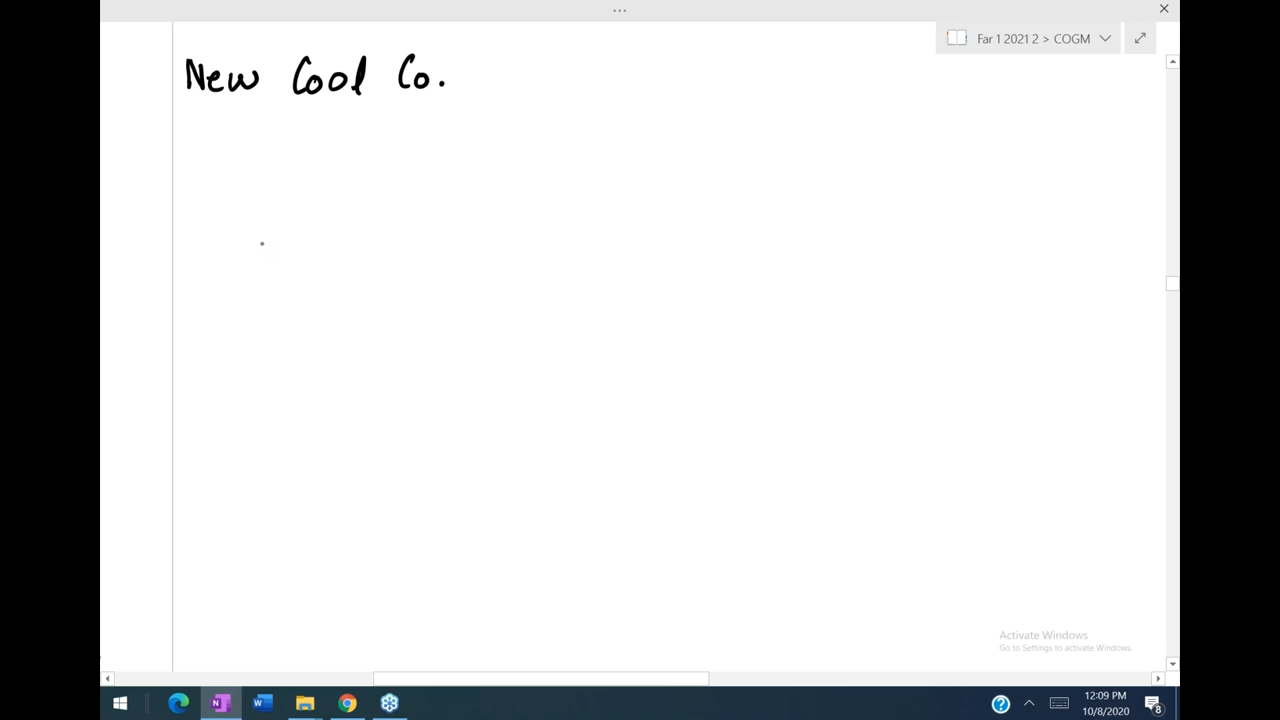 Far 1 2021 2 > COGM
New Cool Co.
Activate Windows
Go to Settings to activate Windows.
12:09 PM
10/8/2020
8